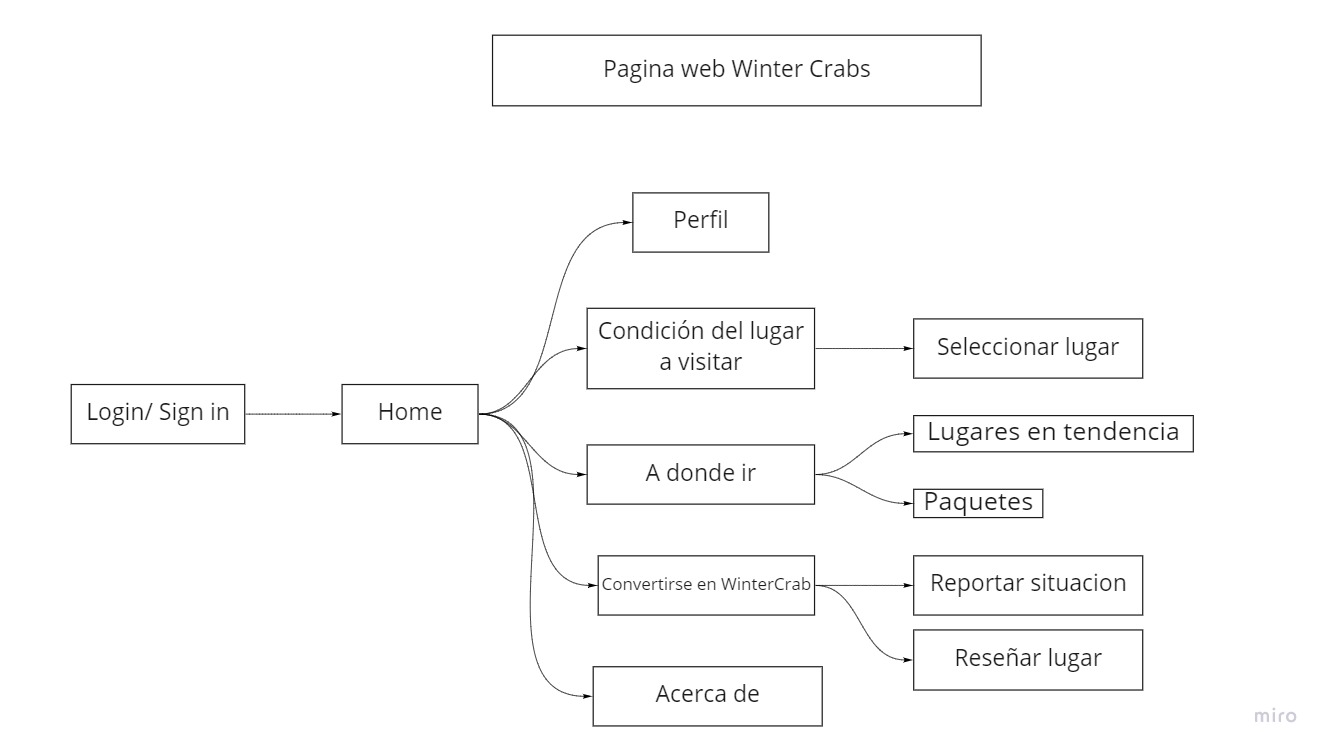 Pagina web Winter Crabs
Perfil
Condición del lugar
a visitar
Seleccionar lugar
Login/ Sign in
Home
Lugares en tendencia
A donde ir
Paquetes
Convertirse en WinterCrab
Reportar situacion
Reseñar lugar
Acerca de
miro